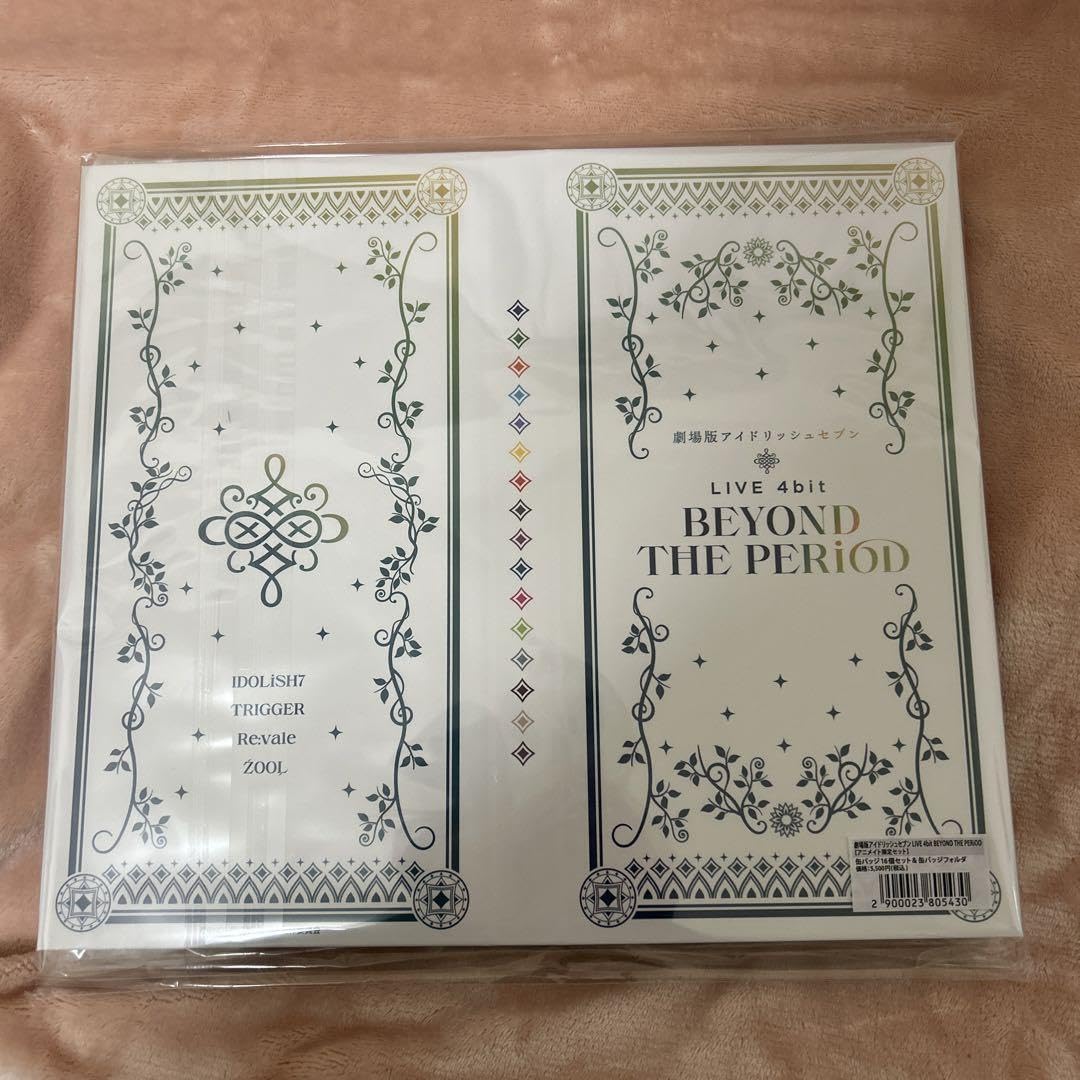 IDOLiSH7
TRIGGER
Re:vale
ŹOOĻ
劇場版アイドリッシュセブン
LIVE 4bit
BEYOND
THE PERiOD
劇場版アイドリッシュセブン LIVE 4bit BEYOND THE PERiOD
[アニメイト限定セット]
缶バッジ16個セット&缶バッジフォルダ
価格:5,500円(税込)
2 900023 805430